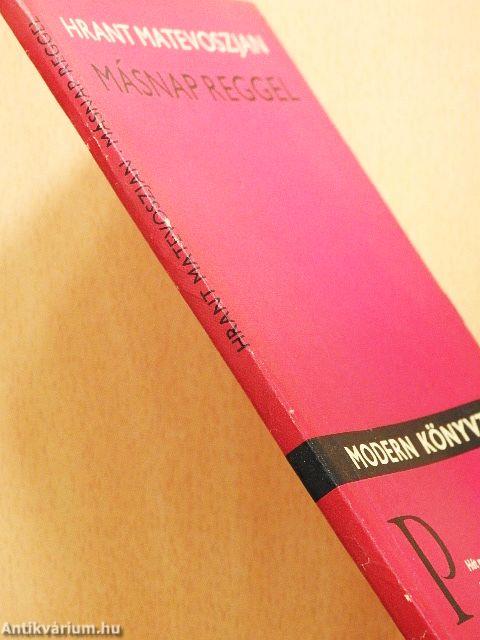 HRANT MATEVOSZJAN
MÁSNAP REGGEL
HRANT MATEVOSZJAN · MÁSNAP REGGEL
MODERN KÖNYVT
P
Antikvárium.hu